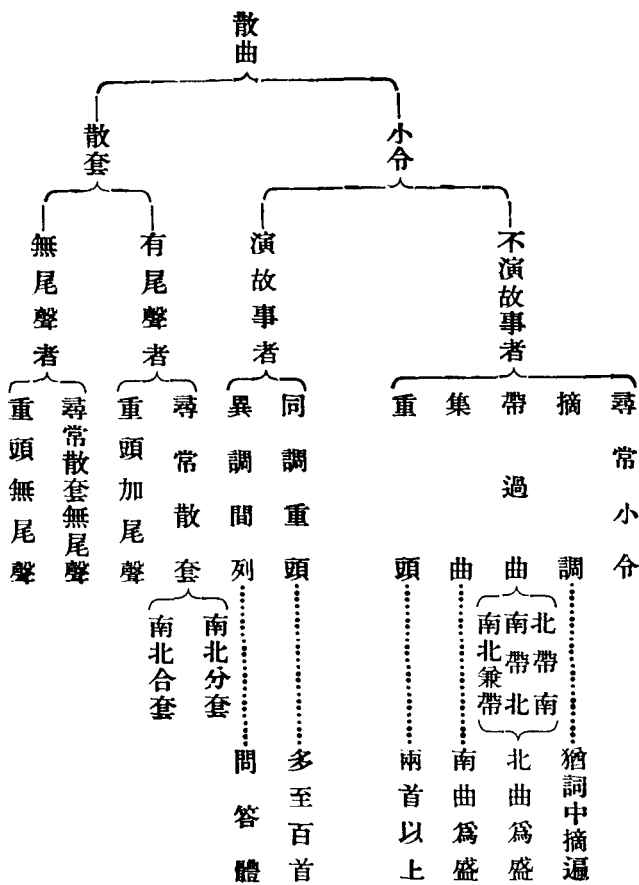 散曲
小令
散套
不演故事者
演故事者
有尾聲者
無尾聲者
尋常小令
摘調
帶過曲
集曲
重頭
同調重頭
異調間列
尋常散套
重頭加尾聲
尋常散套無尾聲
重頭無尾聲
北帶南
南帶北
南北兼帶
南北分套
南北合套
猶詞中摘遍
北曲爲盛
南曲爲盛
兩首以上
多至百首
問答體